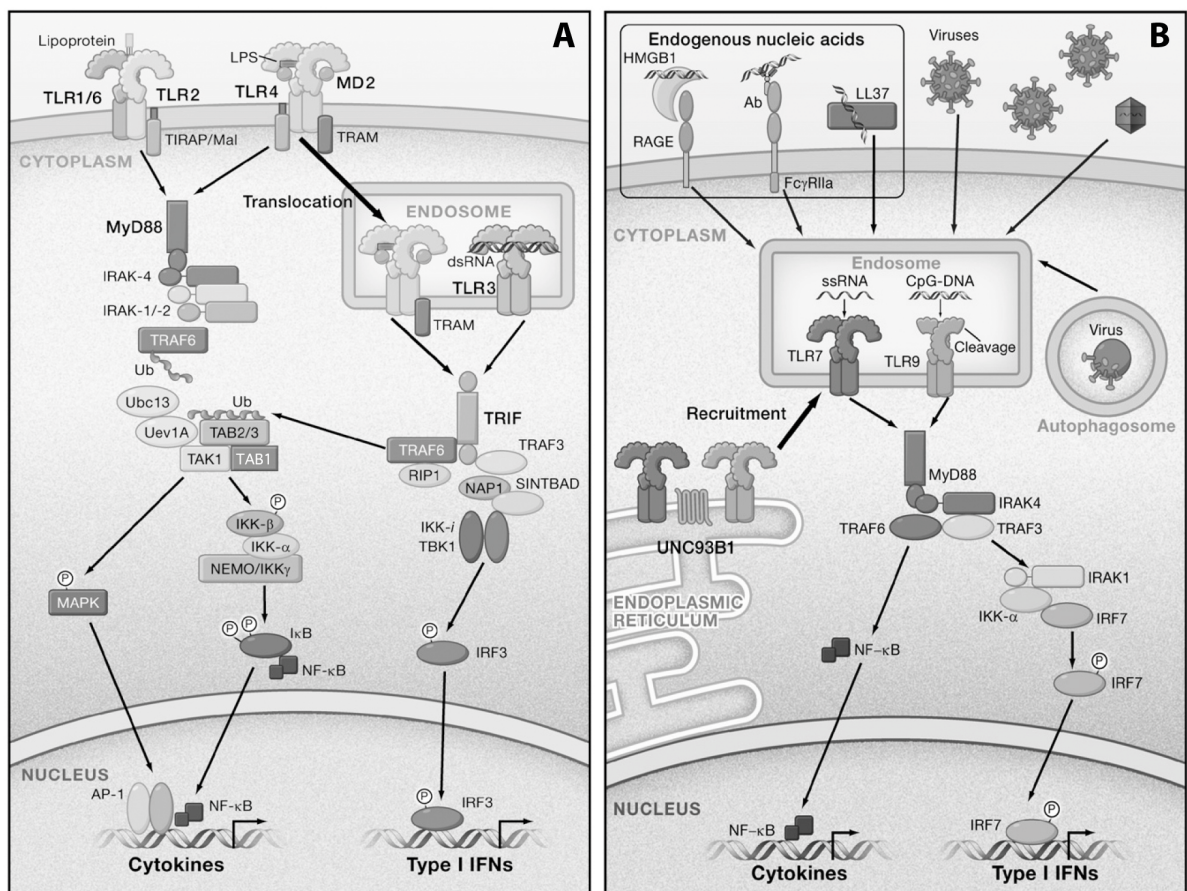 A
Lipoprotein
LPS
TLR1/6
TLR2
TLR4
MD2
TIRAP/Mal
TRAM
CYTOPLASM
Translocation
ENDOSOME
MyD88
dsRNA
TLR3
IRAK-4
IRAK-1/-2
TRAM
TRAF6
Ub
Ubc13
Ub
Uev1A
TAB2/3
TAK1
TAB1
TRIF
TRAF6
TRAF3
RIP1
NAP1
SINTBAD
P
IKK-β
IKK-α
NEMO/IKKγ
IKK-i
TBK1
P
MAPK
P
P
IκB
NF-κB
P
IRF3
NUCLEUS
AP-1
NF-κB
P
IRF3
Cytokines
Type I IFNs
B
Endogenous nucleic acids
HMGB1
Ab
LL37
RAGE
FcγRIIa
Viruses
CYTOPLASM
Endosome
ssRNA
CpG-DNA
TLR7
TLR9
Cleavage
Virus
Autophagosome
Recruitment
MyD88
IRAK4
TRAF6
TRAF3
UNC93B1
ENDOPLASMIC
RETICULUM
IRAK1
IKK-α
IRF7
NF–κB
P
IRF7
NUCLEUS
NF–κB
P
IRF7
Cytokines
Type I IFNs